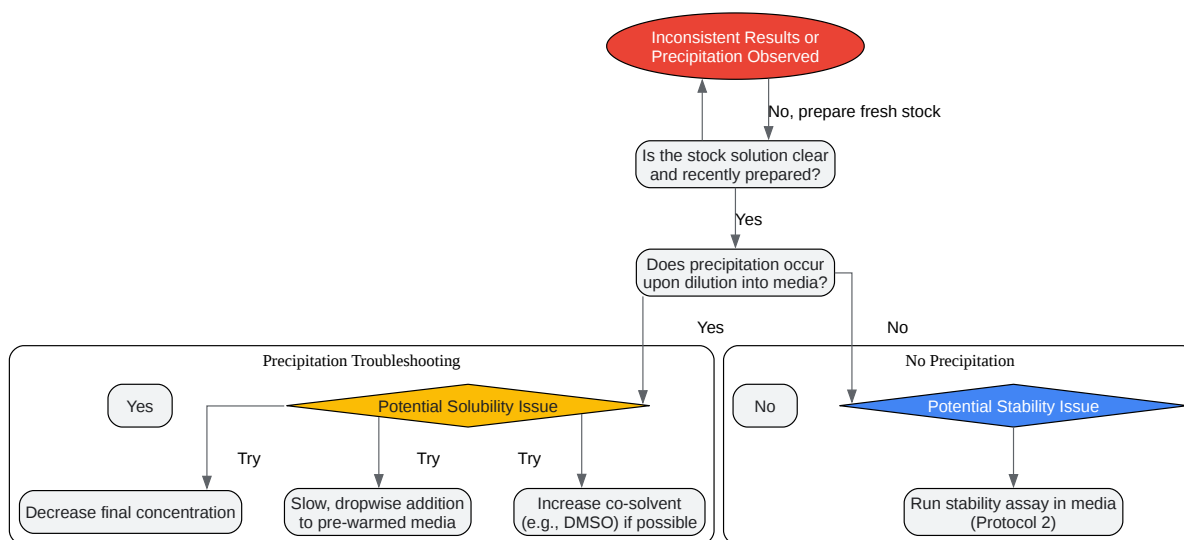 Inconsistent Results or
Precipitation Observed
No, prepare fresh stock
Is the stock solution clear
and recently prepared?
Yes
Does precipitation occur
upon dilution into media?
Yes
No
Precipitation Troubleshooting
No Precipitation
Yes
Potential Solubility Issue
No
Potential Stability Issue
Try
Try
Try
Decrease final concentration
Slow, dropwise addition
to pre-warmed media
Increase co-solvent
(e.g., DMSO) if possible
Run stability assay in media
(Protocol 2)